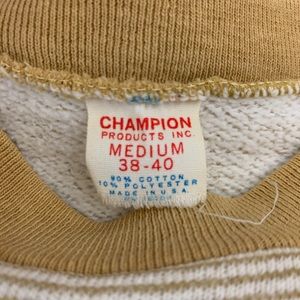 CHAMPION
PRODUCTS INC.
MEDIUM
38-40
90% COTTON
10% POLYESTER
MADE IN U.S.A.